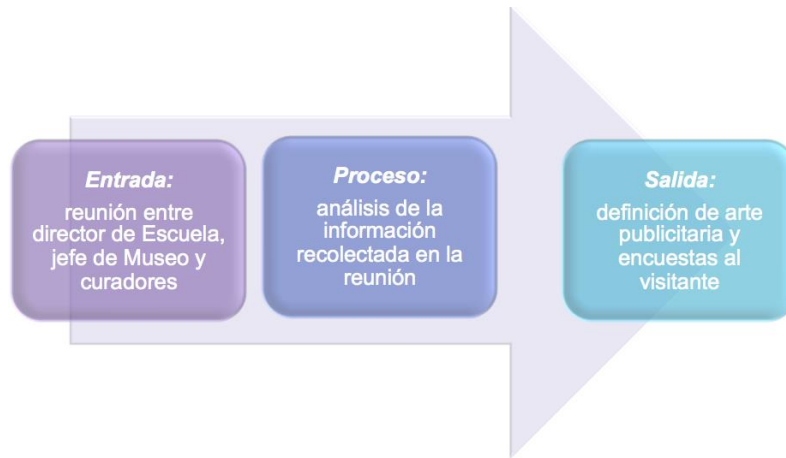 Entrada:
reunión entre
director de Escuela,
jefe de Museo y
curadores
Proceso:
análisis de la
información
recolectada en la
reunión
Salida:
definición de arte
publicitaria y
encuestas al
visitante